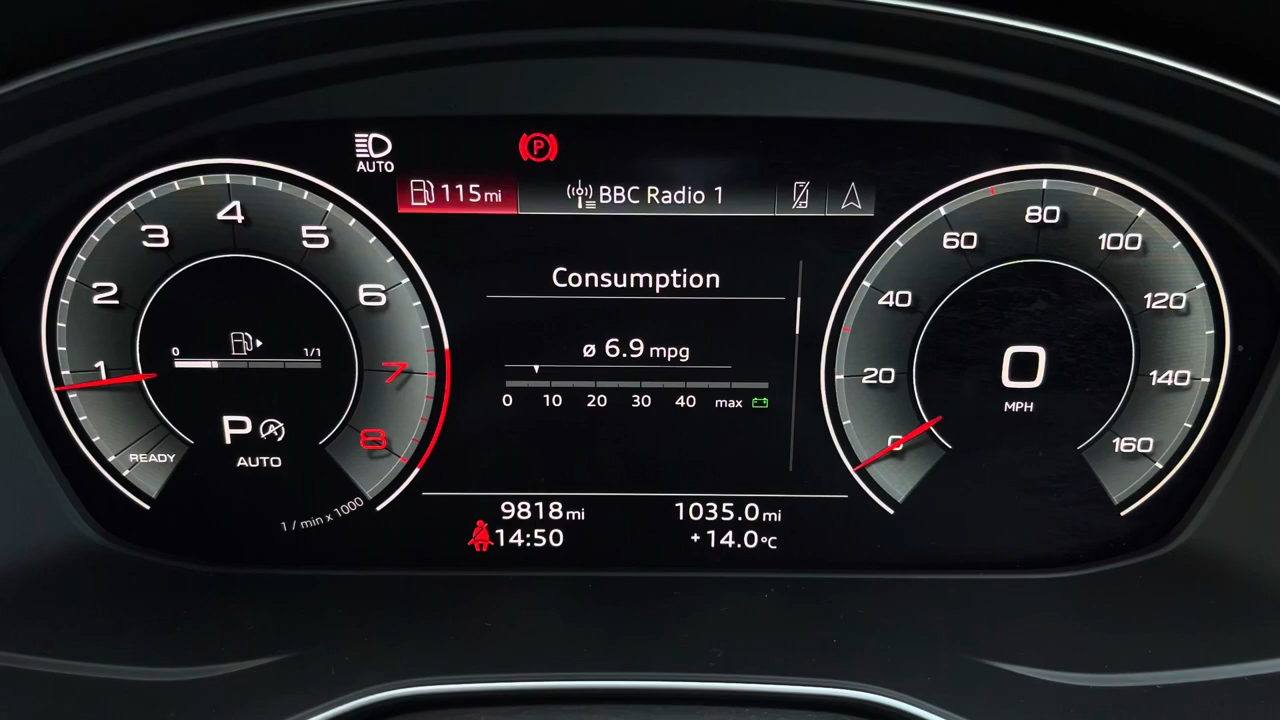 AUTO
P
115 mi
BBC Radio 1
1
2
3
4
5
6
7
8
READY
1 / min x 1000
0
1/1
P A
AUTO
Consumption
ø 6.9 mpg
0 10 20 30 40 max
9818 mi 1035.0 mi
14:50 +14.0°C
0
20
40
60
80
100
120
140
160
0
MPH